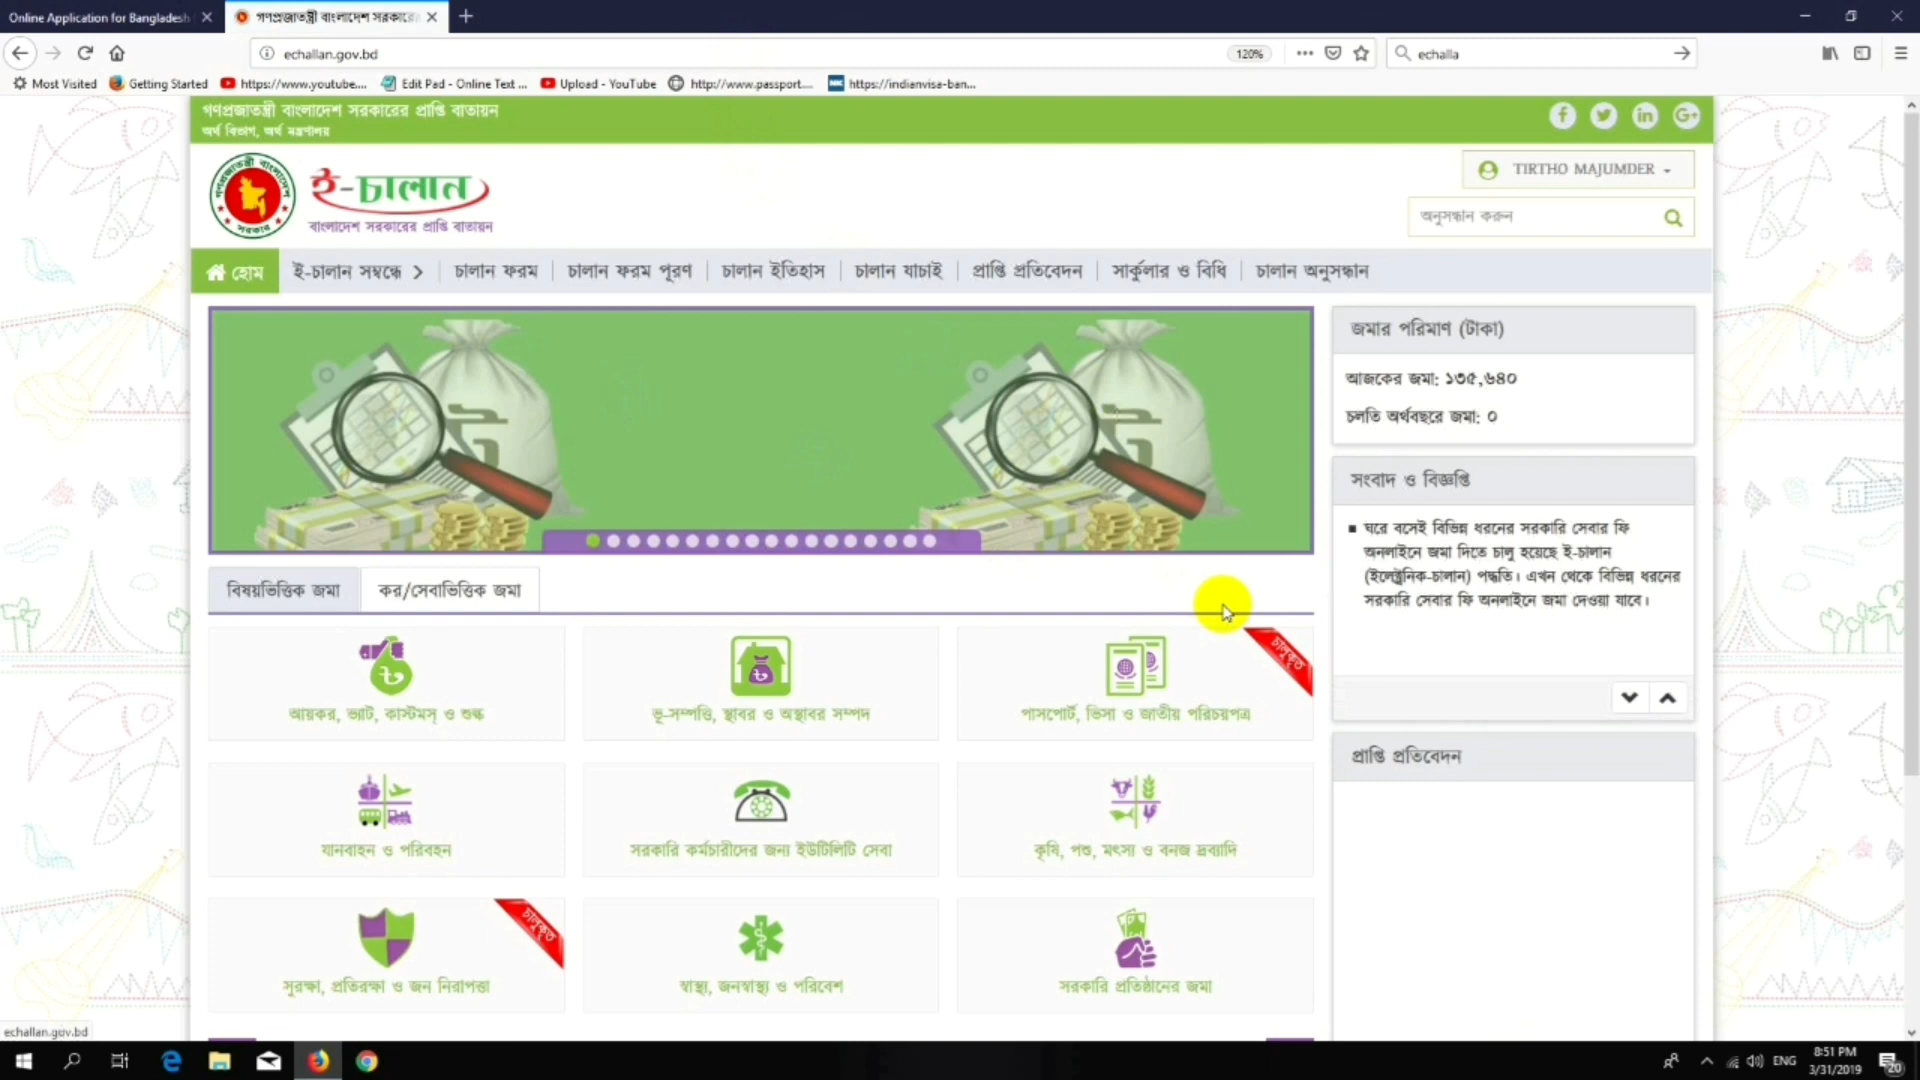 Online Application for Bangladesh
গণপ্রজাতন্ত্রী বাংলাদেশ সরকারের
echallan.gov.bd
120%
echalla
Most Visited
Getting Started
https://www.youtube....
Edit Pad - Online Text ...
Upload - YouTube
http://www.passport....
https://indianvisa-ban...
গণপ্রজাতন্ত্রী বাংলাদেশ সরকারের প্রাপ্তি বাতায়ন
অর্থ বিভাগ, অর্থ মন্ত্রণালয়
ই-চালান
বাংলাদেশ সরকারের প্রাপ্তি বাতায়ন
TIRTHO MAJUMDER
অনুসন্ধান করুন
হোম
ই-চালান সম্বন্ধে
চালান ফরম
চালান ফরম পূরণ
চালান ইতিহাস
চালান যাচাই
প্রাপ্তি প্রতিবেদন
সার্কুলার ও বিধি
চালান অনুসন্ধান
জমার পরিমাণ (টাকা)
আজকের জমা: ১৩৫,৬৪০
চলতি অর্থবছরে জমা: ০
সংবাদ ও বিজ্ঞপ্তি
ঘরে বসেই বিভিন্ন ধরনের সরকারি সেবার ফি
অনলাইনে জমা দিতে চালু হয়েছে ই-চালান
(ইলেক্ট্রনিক-চালান) পদ্ধতি। এখন থেকে বিভিন্ন ধরনের
সরকারি সেবার ফি অনলাইনে জমা দেওয়া যাবে।
প্রাপ্তি প্রতিবেদন
বিষয়ভিত্তিক জমা
কর/সেবাভিত্তিক জমা
আয়কর, ভ্যাট, কাস্টমস্ ও শুল্ক
ভূ-সম্পত্তি, স্থাবর ও অস্থাবর সম্পদ
চালুকৃত
পাসপোর্ট, ভিসা ও জাতীয় পরিচয়পত্র
যানবাহন ও পরিবহন
সরকারি কর্মচারীদের জন্য ইউটিলিটি সেবা
কৃষি, পশু, মৎস্য ও বনজ দ্রব্যাদি
চালুকৃত
সুরক্ষা, প্রতিরক্ষা ও জন নিরাপত্তা
স্বাস্থ্য, জনস্বাস্থ্য ও পরিবেশ
সরকারি প্রতিষ্ঠানের জমা
echallan.gov.bd
ENG
8:51 PM
3/31/2019
20